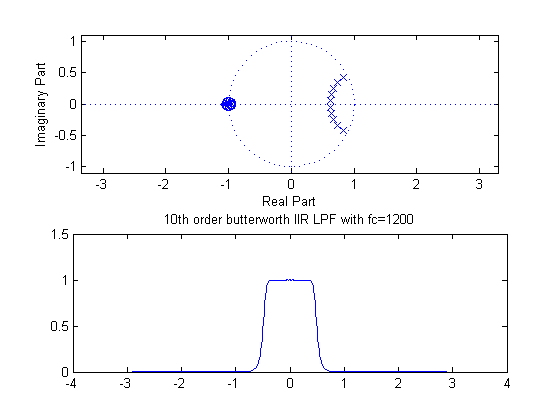 1
0.5
0
-0.5
-1
Imaginary Part
-3 -2 -1 0 1 2 3
Real Part
10th order butterworth IIR LPF with fc=1200
1.5
1
0.5
0
-4 -3 -2 -1 0 1 2 3 4